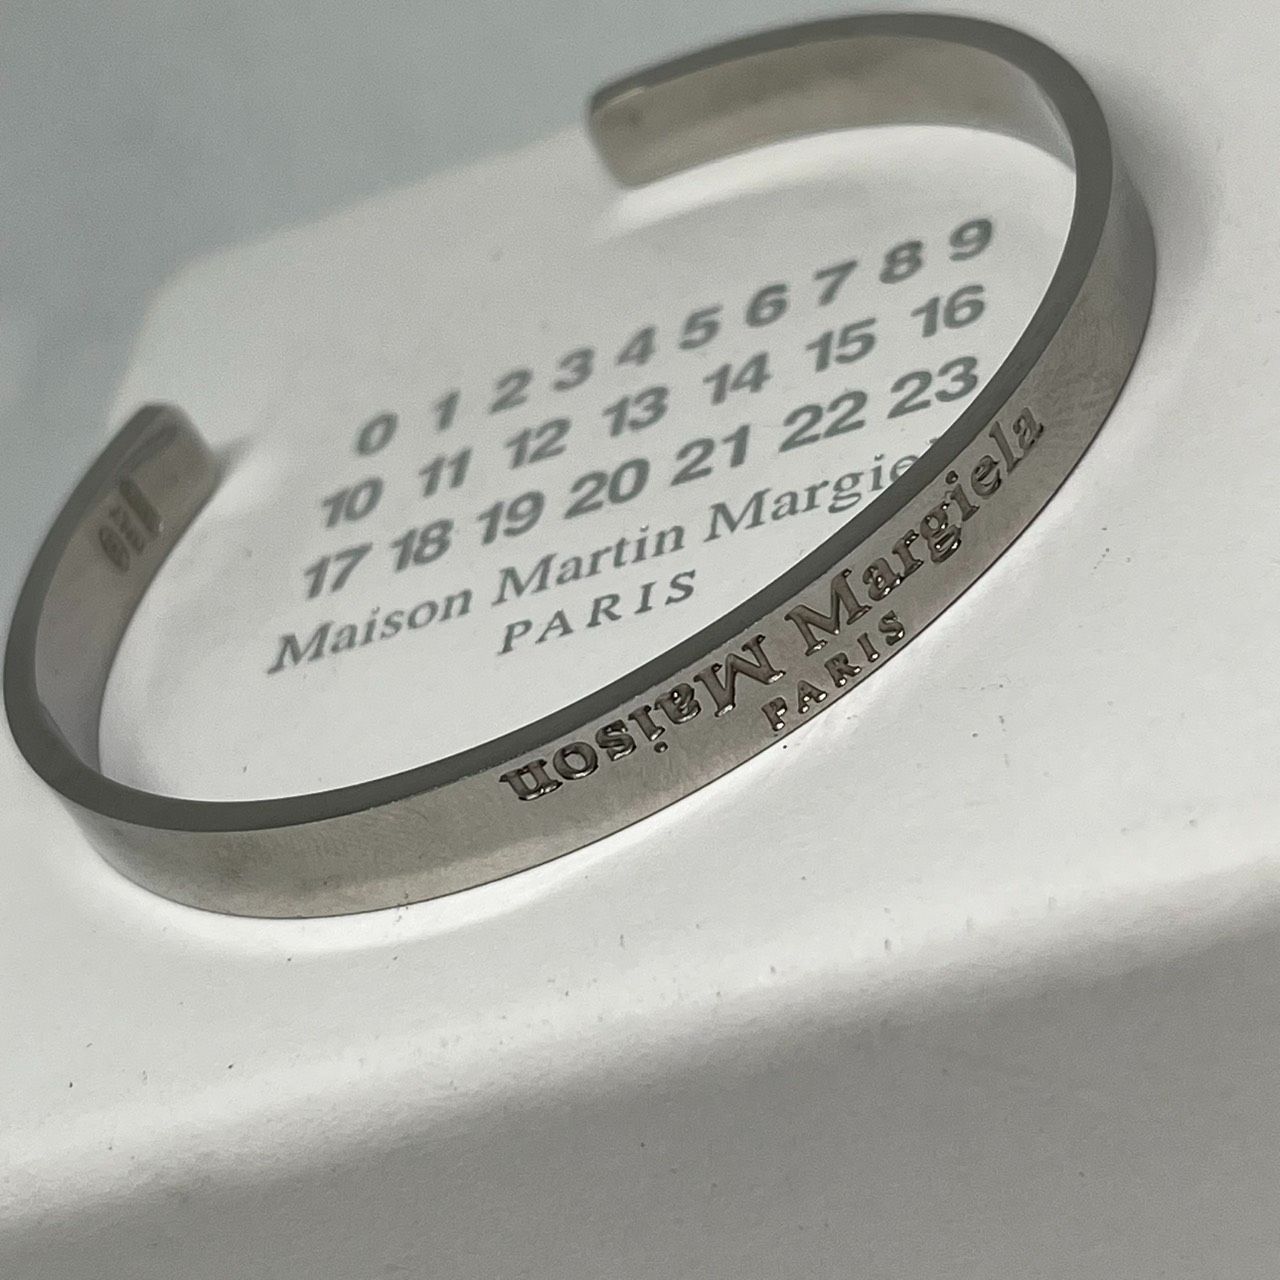 0 1 2 3 4 5 6 7 8 9
10 11 12 13 14 15 16
17 18 19 20 21 22 23
Maison Martin Margie
PARIS
Maison Margiela
PARIS